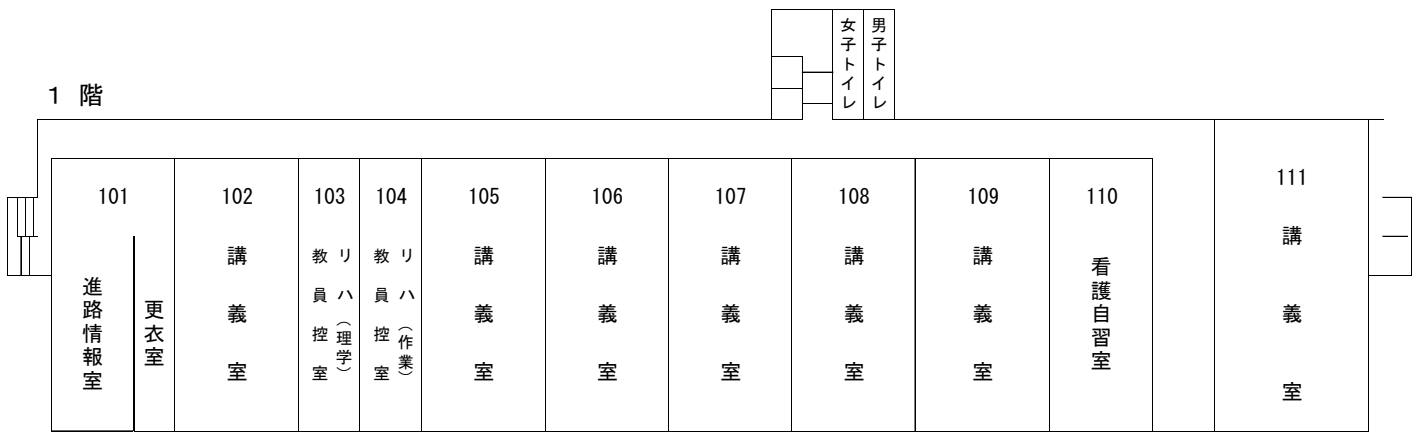 女子トイレ
男子トイレ
１ 階
101
進路情報室
更衣室
102
講義室
103
リハ（理学）
教員控室
104
リハ（作業）
教員控室
105
講義室
106
講義室
107
講義室
108
講義室
109
講義室
110
看護自習室
111
講義室